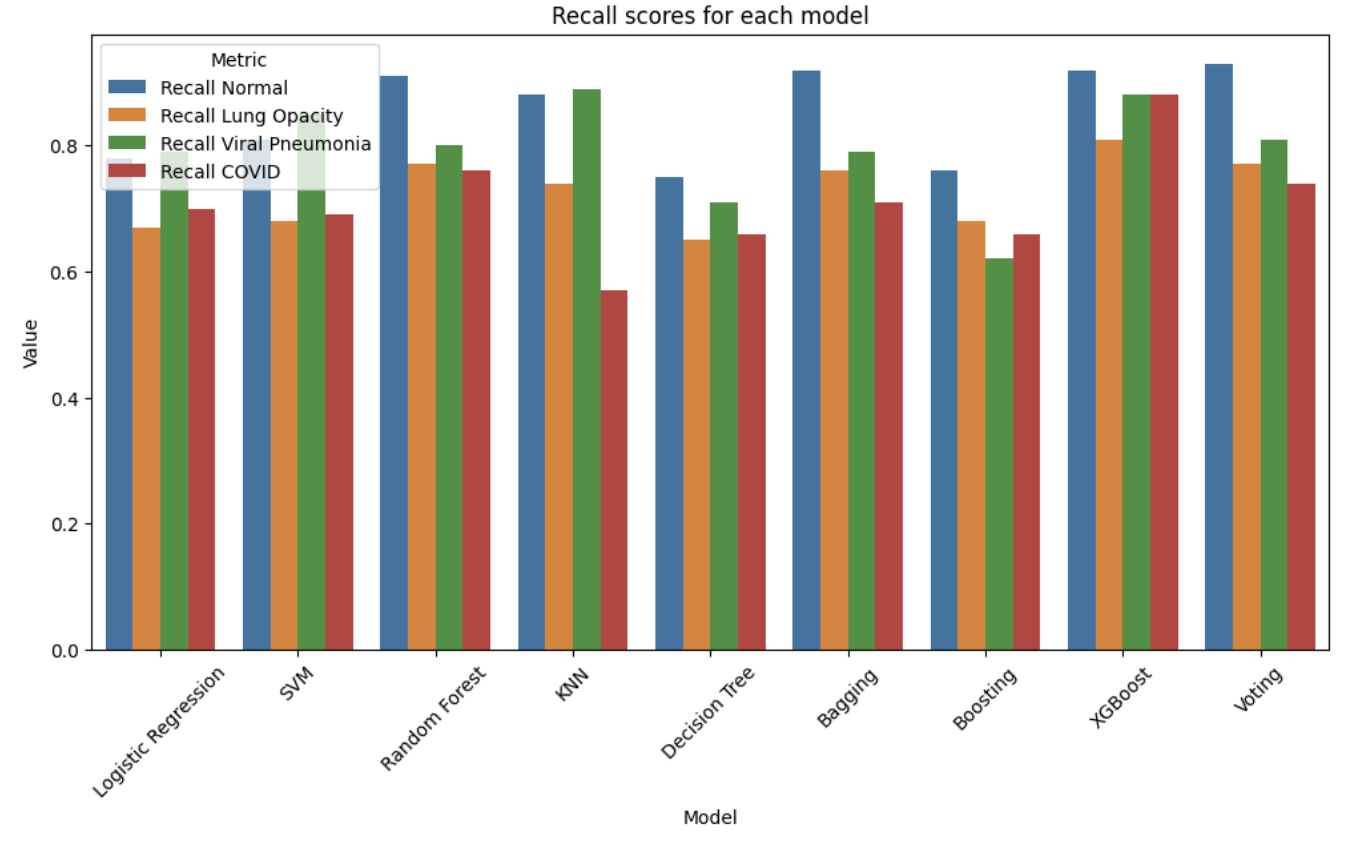 Recall scores for each model
Metric
Recall Normal
Recall Lung Opacity
Recall Viral Pneumonia
Recall COVID
Value
0.8
0.6
0.4
0.2
0.0
Logistic Regression
SVM
Random Forest
KNN
Decision Tree
Bagging
Boosting
XGBoost
Voting
Model